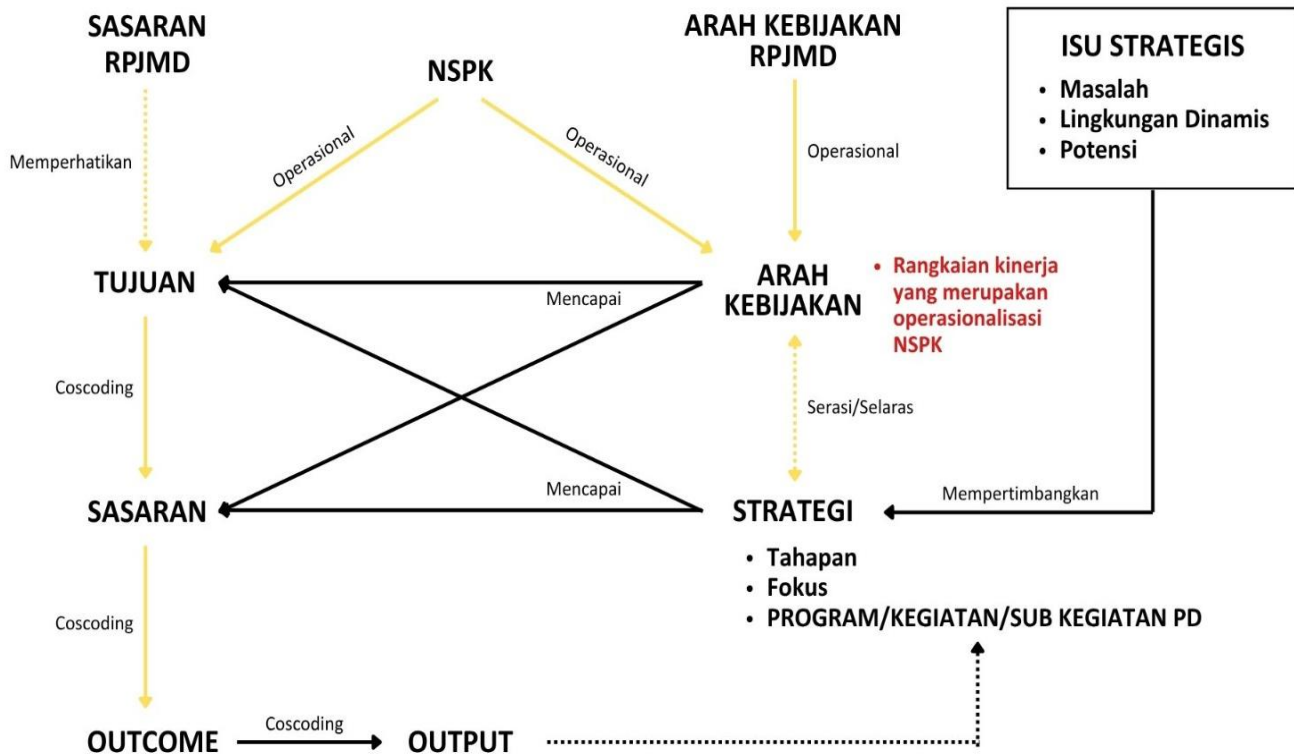 SASARAN
RPJMD
NSPK
ARAH KEBIJAKAN
RPJMD
ISU STRATEGIS
• Masalah
• Lingkungan Dinamis
• Potensi
Memperhatikan
Operasional
Operasional
Operasional
TUJUAN
Mencapai
ARAH
KEBIJAKAN
• Rangkaian kinerja
yang merupakan
operasionalisasi
NSPK
Coscoding
Serasi/Selaras
SASARAN
Mencapai
STRATEGI
Mempertimbangkan
• Tahapan
• Fokus
• PROGRAM/KEGIATAN/SUB KEGIATAN PD
Coscoding
OUTCOME
Coscoding
OUTPUT